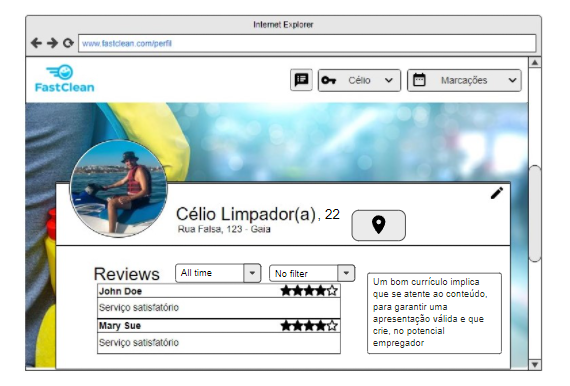 Internet Explorer
www.fastclean.com/perfil
FastClean
Célio
Marcações
Célio Limpador(a), 22
Rua Falsa, 123 - Gaia
Reviews
All time
No filter
John Doe
Serviço satisfatório
Mary Sue
Serviço satisfatório
Um bom currículo implica
que se atente ao conteúdo,
para garantir uma
apresentação válida e que
crie, no potencial
empregador